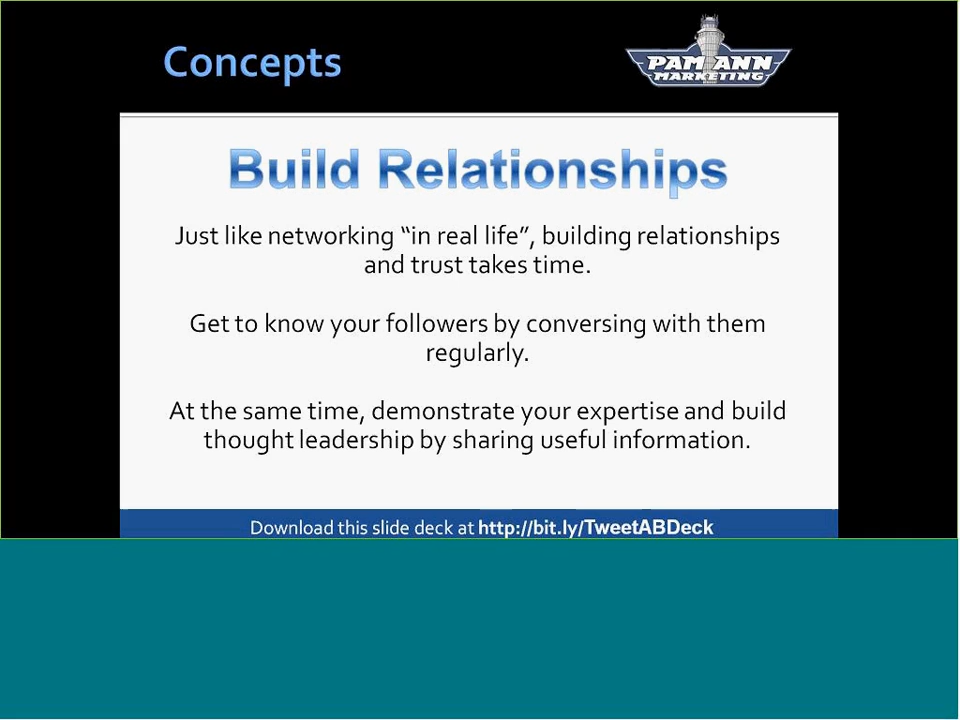 Concepts
PAM ANN
MARKETING
Build Relationships
Just like networking “in real life”, building relationships
and trust takes time.
Get to know your followers by conversing with them
regularly.
At the same time, demonstrate your expertise and build
thought leadership by sharing useful information.
Download this slide deck at http://bit.ly/TweetABDeck